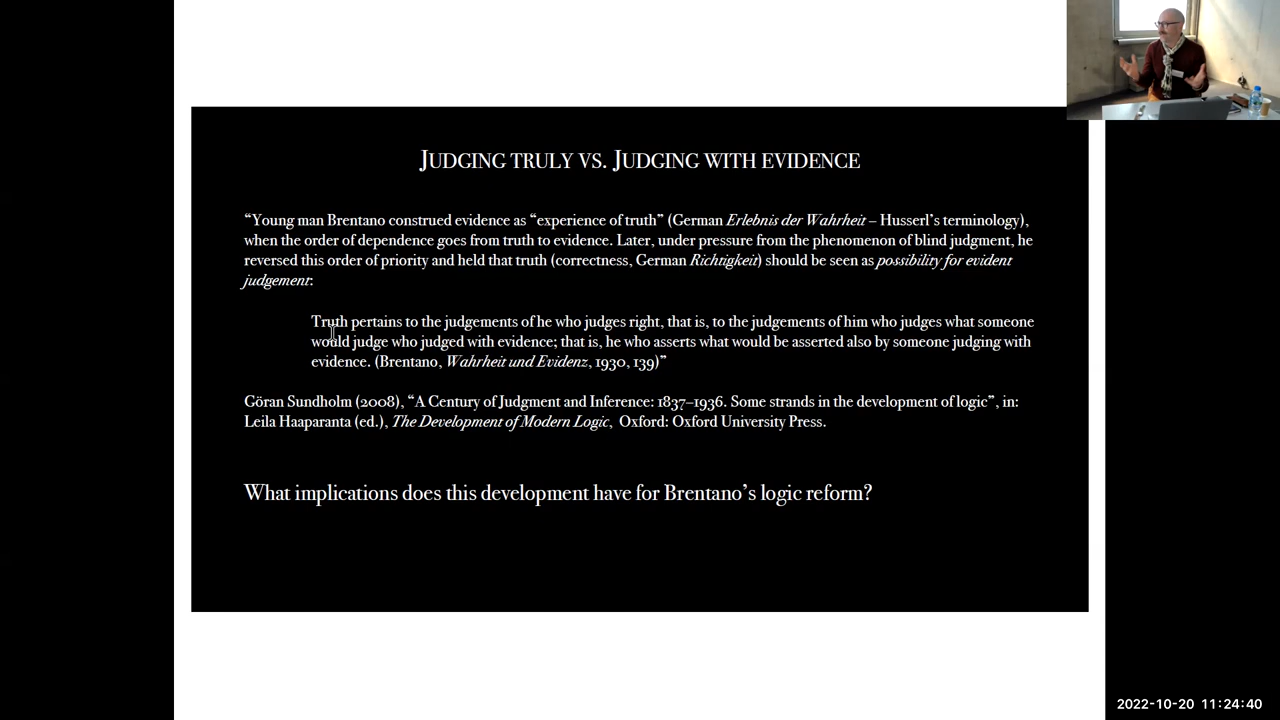 JUDGING TRULY VS. JUDGING WITH EVIDENCE
“Young man Brentano construed evidence as “experience of truth” (German Erlebnis der Wahrheit – Husserl’s terminology),
when the order of dependence goes from truth to evidence. Later, under pressure from the phenomenon of blind judgment, he
reversed this order of priority and held that truth (correctness, German Richtigkeit) should be seen as possibility for evident
judgement:
Truth pertains to the judgements of he who judges right, that is, to the judgements of him who judges what someone
would judge who judged with evidence; that is, he who asserts what would be asserted also by someone judging with
evidence. (Brentano, Wahrheit und Evidenz, 1930, 139)”
Göran Sundholm (2008), “A Century of Judgment and Inference: 1837–1936. Some strands in the development of logic”, in:
Leila Haaparanta (ed.), The Development of Modern Logic, Oxford: Oxford University Press.
What implications does this development have for Brentano’s logic reform?
2022-10-20 11:24:40